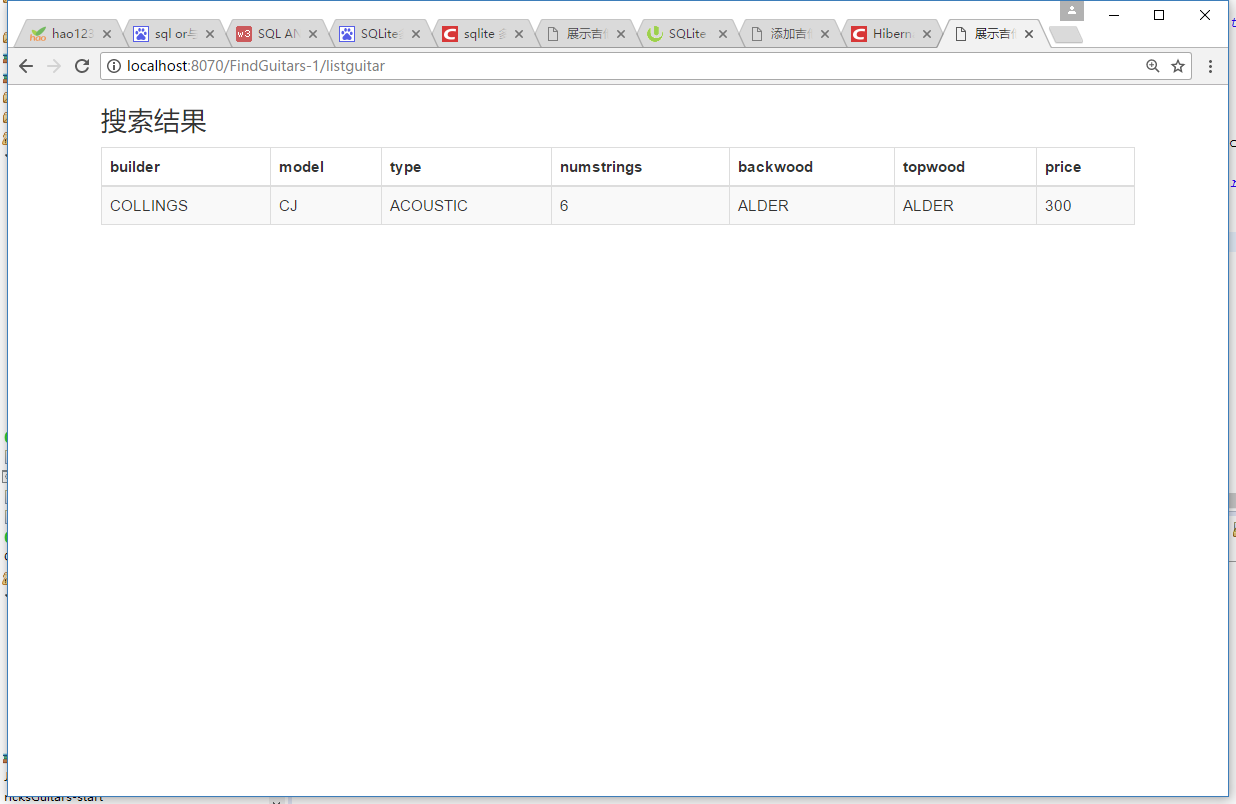 hao123 sql or与 SQL AN SQLite SQLite 展示吉 SQLite 添加吉 Hibern 展示吉
localhost:8070/FindGuitars-1/listguitar
搜索结果
builder model type numstrings backwood topwood price
COLLINGS CJ ACOUSTIC 6 ALDER ALDER 300
ricksGuitars-start